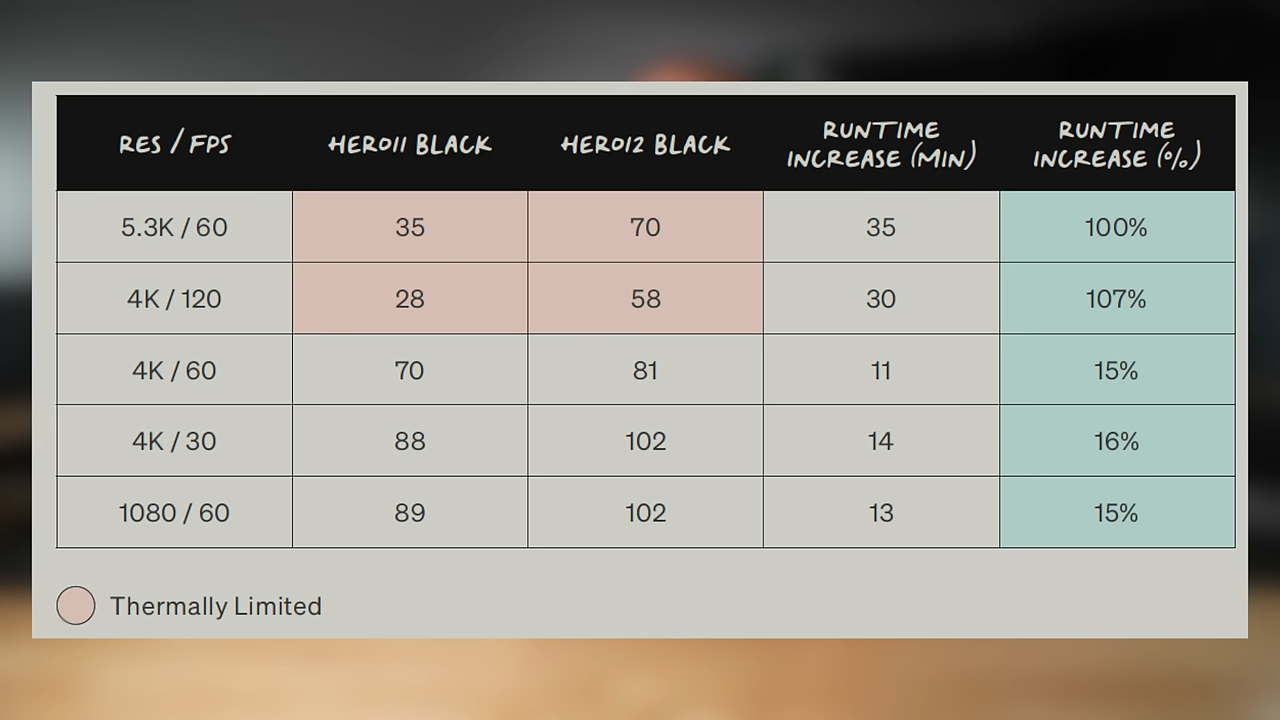 RES / FPS
HERO11 BLACK
HERO12 BLACK
RUNTIME
INCREASE (MIN)
RUNTIME
INCREASE (%)
5.3K / 60
35
70
35
100%
4K / 120
28
58
30
107%
4K / 60
70
81
11
15%
4K / 30
88
102
14
16%
1080 / 60
89
102
13
15%
Thermally Limited